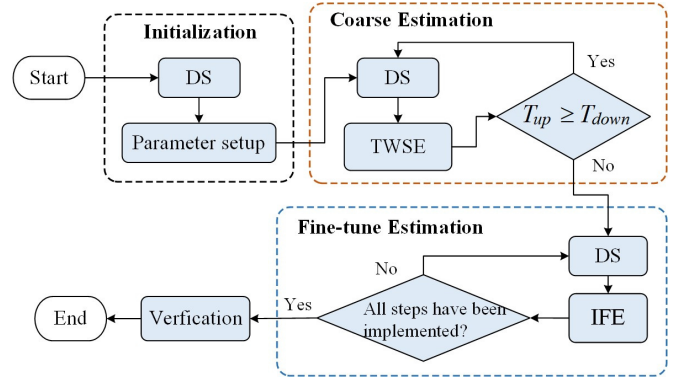 Initialization
Coarse Estimation
Start
DS
Parameter setup
DS
TWSE
Yes
T_up ≥ T_down
No
Fine-tune Estimation
DS
IFE
No
All steps have been
implemented?
Yes
Verfication
End